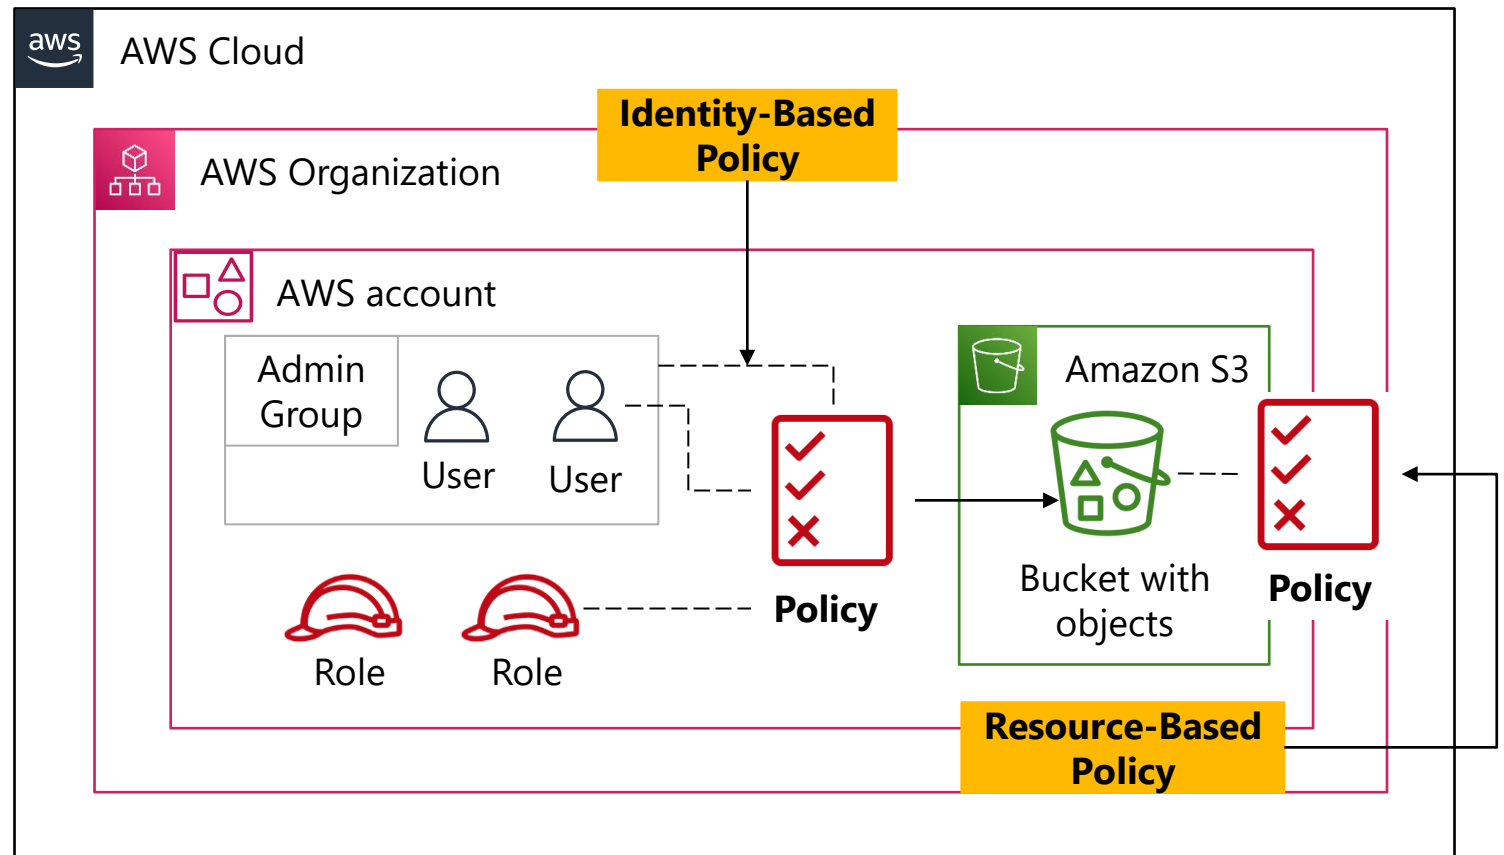 aws
AWS Cloud
Identity-Based
Policy
AWS Organization
AWS account
Admin
Group
User
User
Amazon S3
Policy
Bucket with
objects
Policy
Role
Role
Resource-Based
Policy